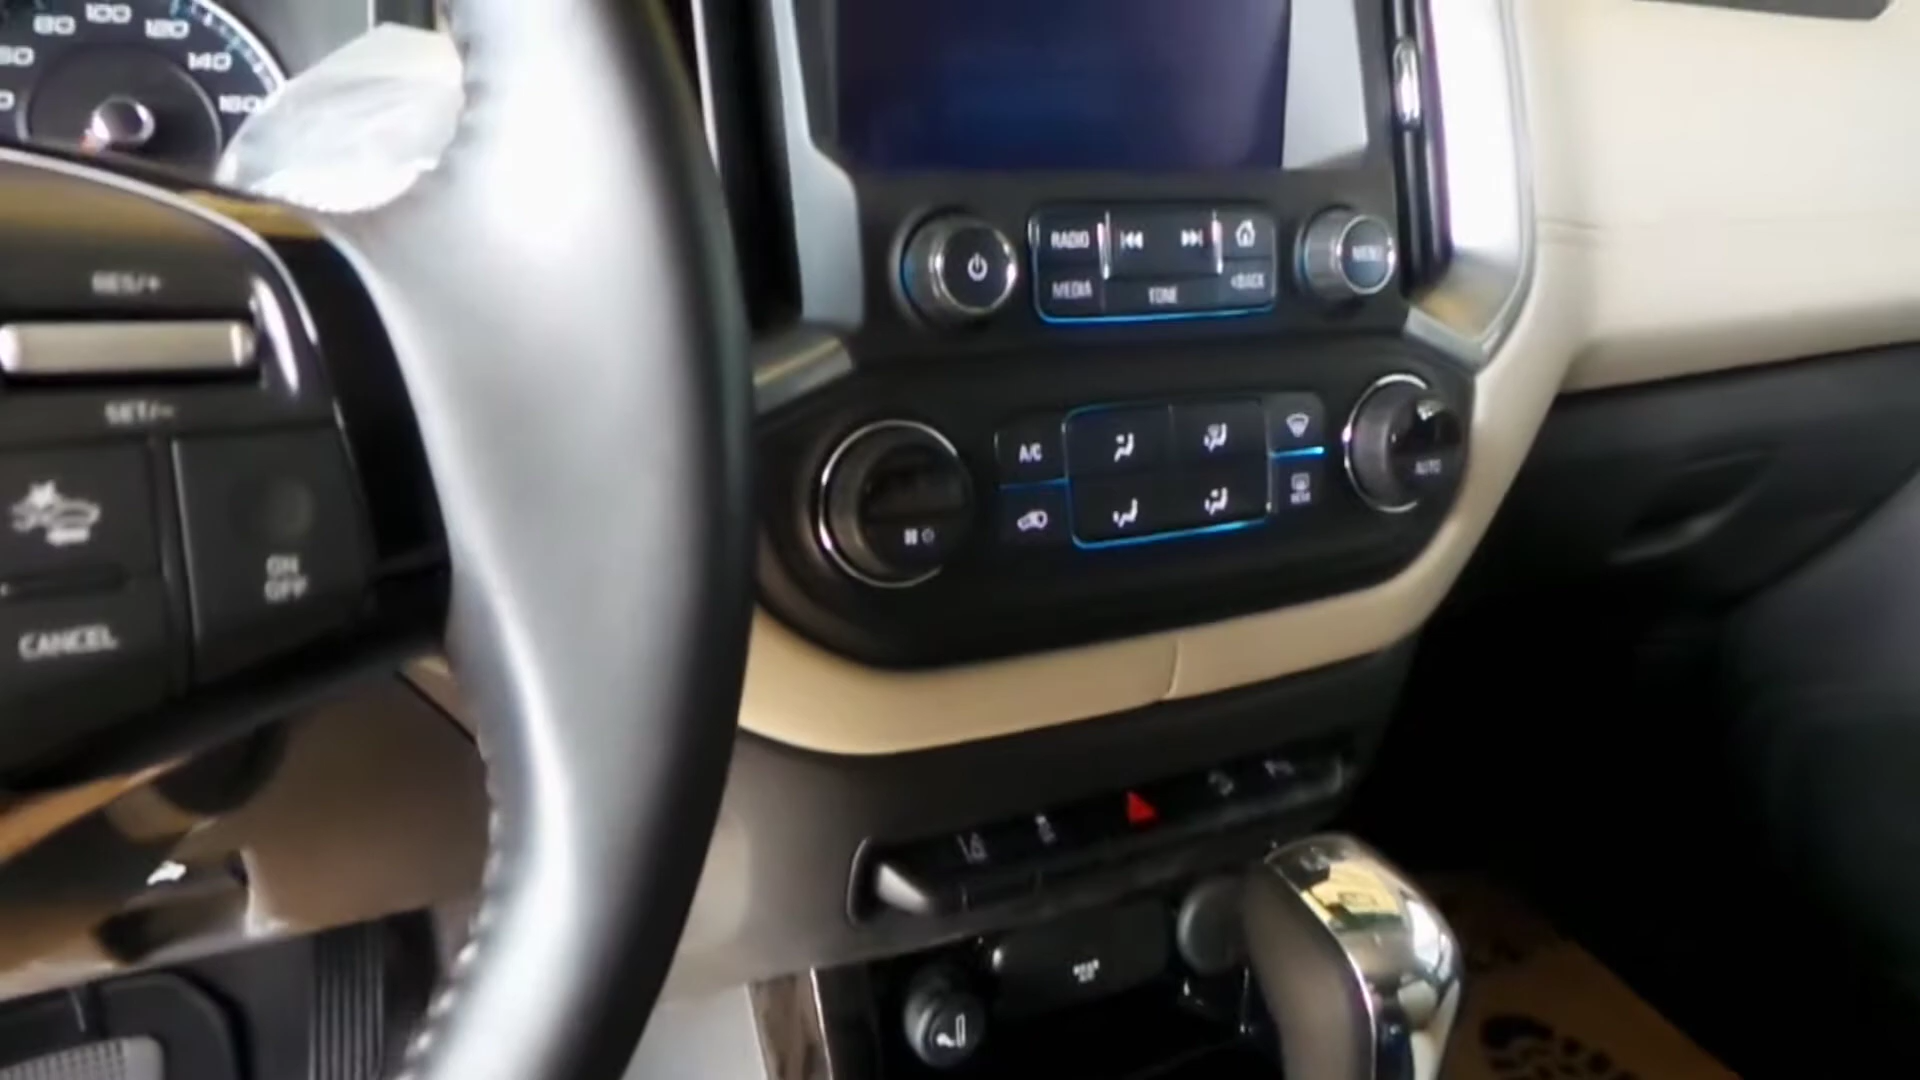 80 100 120
140
160
RES/+
SET/-
ON
OFF
CANCEL
RADIO
MEDIA
TONE
<BACK
MENU
A/C
AUTO